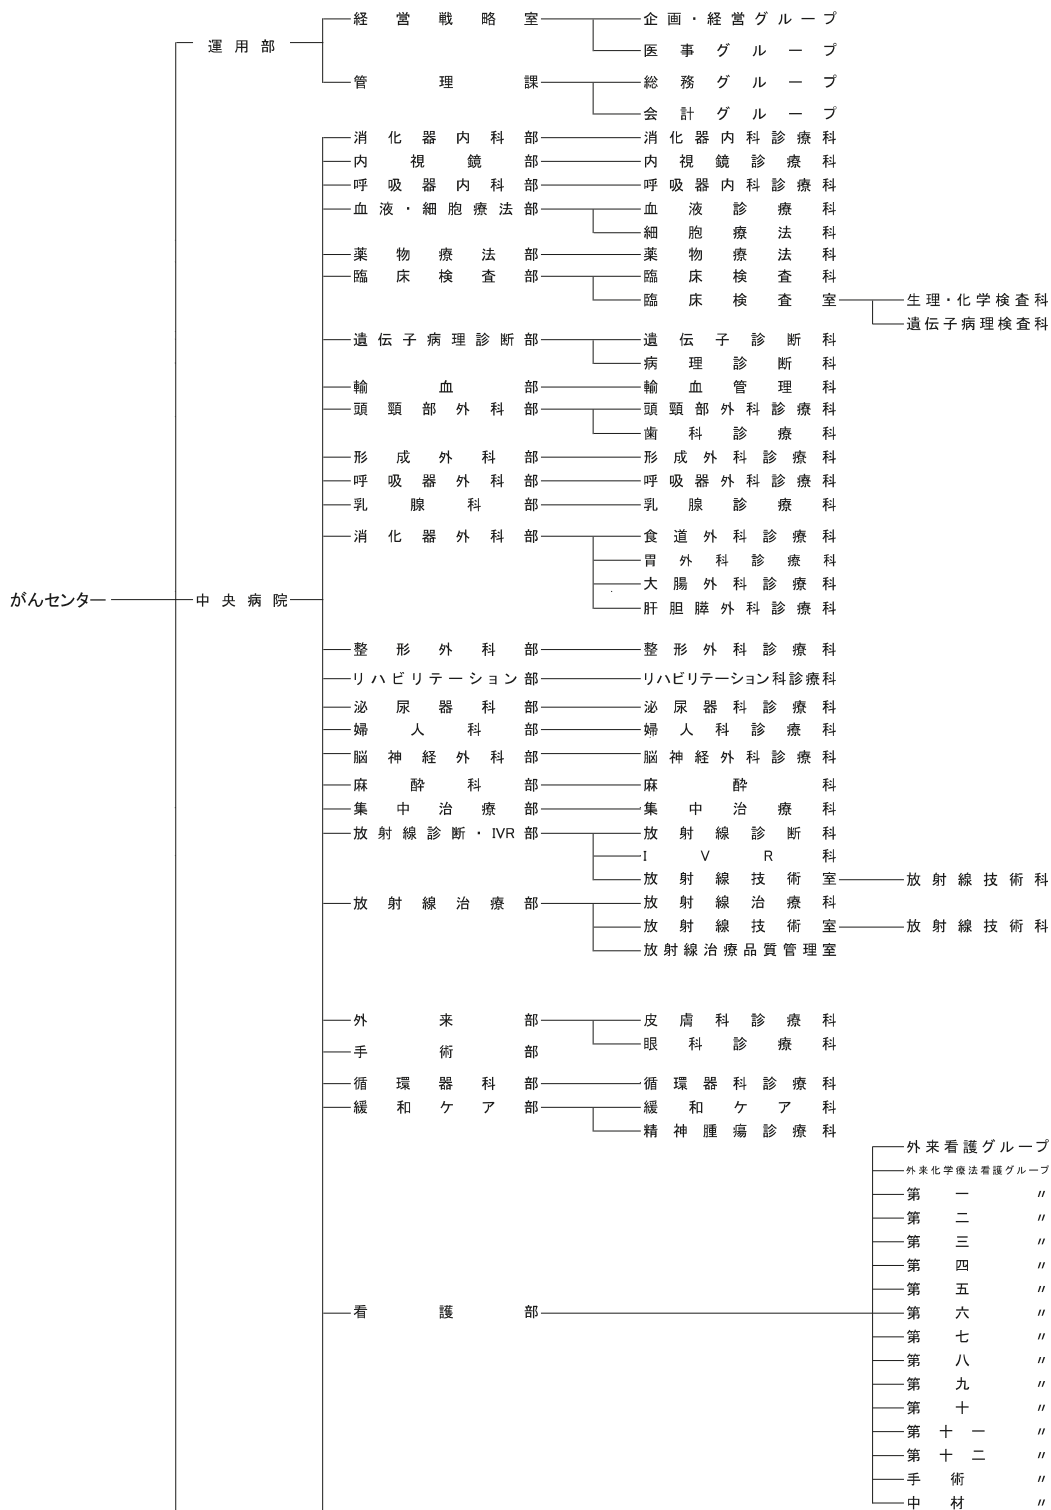 経営戦略室 企画・経営グループ
運用部
医事グループ
管理課 総務グループ
会計グループ
消化器内科部 消化器内科診療科
内視鏡部 内視鏡診療科
呼吸器内科部 呼吸器内科診療科
血液・細胞療法部 血液診療科
細胞療法科
薬物療法部 薬物療法科
臨床検査部 臨床検査科
臨床検査室 生理・化学検査科
遺伝子病理検査科
遺伝子病理診断部 遺伝子診断科
病理診断科
輸血部 輸血管理科
頭頸部外科部 頭頸部外科診療科
歯科診療科
形成外科部 形成外科診療科
呼吸器外科部 呼吸器外科診療科
乳腺科部 乳腺診療科
消化器外科部 食道外科診療科
胃外科診療科
大腸外科診療科
がんセンター 中央病院
肝胆膵外科診療科
整形外科部 整形外科診療科
リハビリテーション部 リハビリテーション科診療科
泌尿器科部 泌尿器科診療科
婦人科部 婦人科診療科
脳神経外科部 脳神経外科診療科
麻酔科部 麻酔科
集中治療部 集中治療科
放射線診断・IVR部 放射線診断科
IVR科
放射線技術室 放射線技術科
放射線治療部 放射線治療科
放射線技術室 放射線技術科
放射線治療品質管理室
外来部 皮膚科診療科
眼科診療科
手術部
循環器科部 循環器科診療科
緩和ケア部 緩和ケア科
精神腫瘍診療科
外来看護グループ
外来化学療法看護グループ
第一 〃
第二 〃
第三 〃
第四 〃
第五 〃
看護部 第六 〃
第七 〃
第八 〃
第九 〃
第十 〃
第十一 〃
第十二 〃
手術 〃
中材 〃